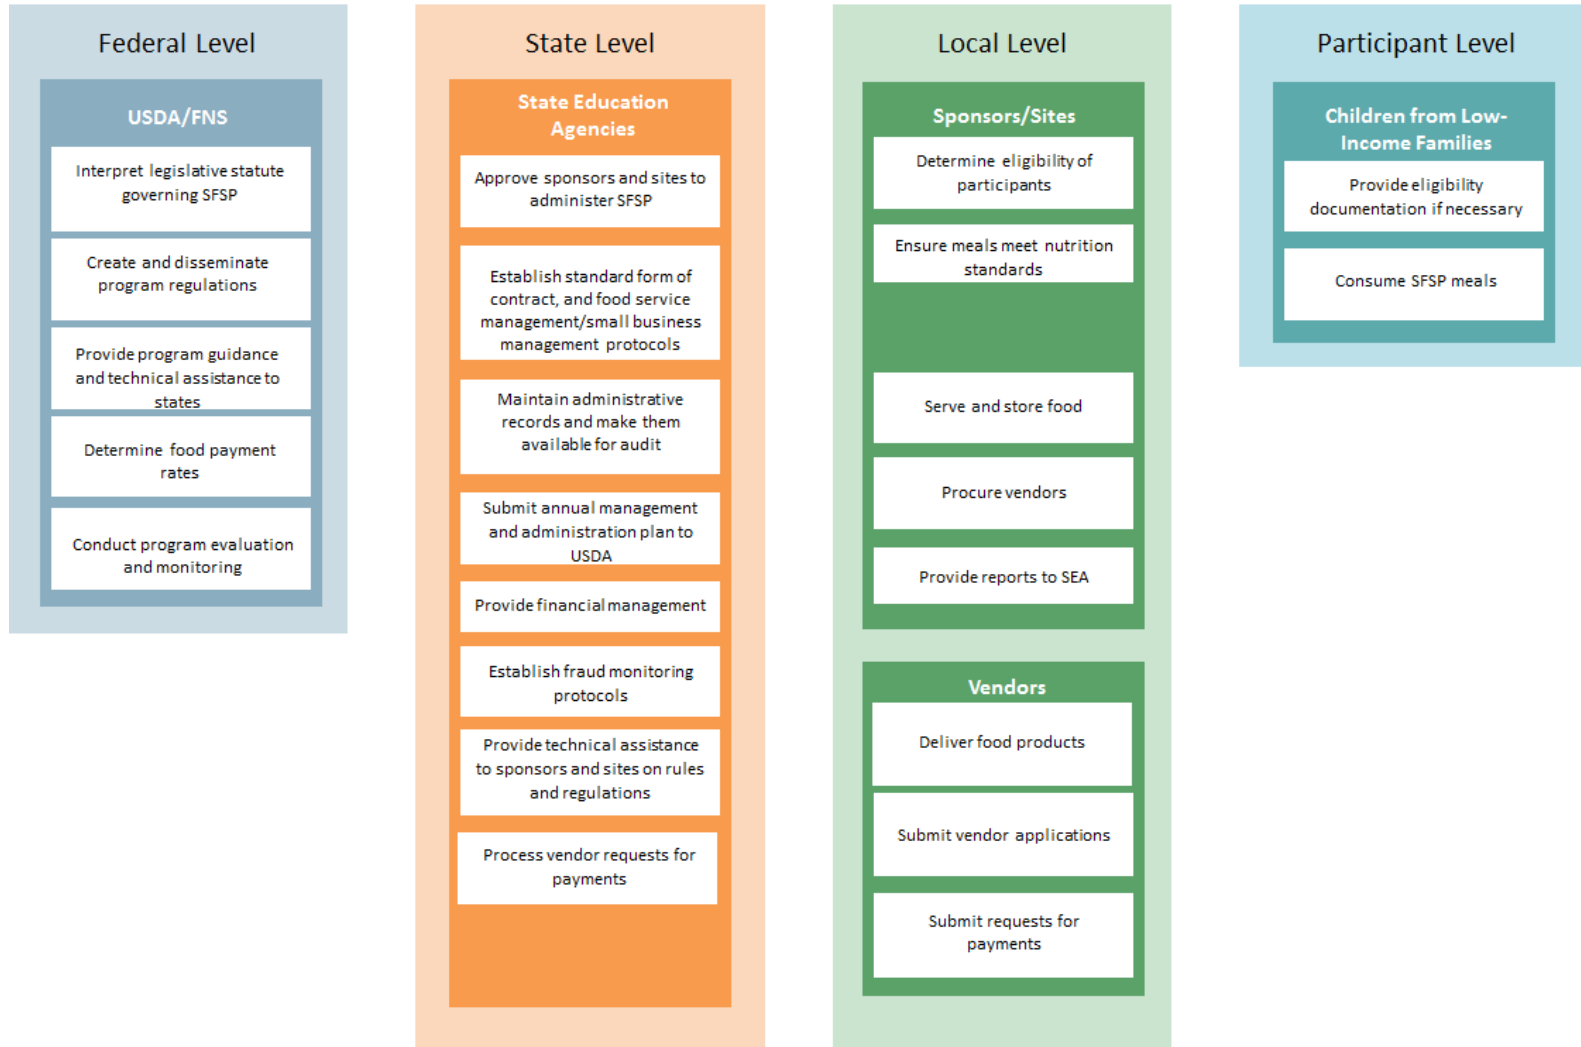 Federal Level
USDA/FNS
Interpret legislative statute
governing SFSP
Create and disseminate
program regulations
Provide program guidance
and technical assistance to
states
Determine food payment
rates
Conduct program evaluation
and monitoring
State Level
State Education
Agencies
Approve sponsors and sites to
administer SFSP
Establish standard form of
contract, and food service
management/small business
management protocols
Maintain administrative
records and make them
available for audit
Submit annual management
and administration plan to
USDA
Provide financial management
Establish fraud monitoring
protocols
Provide technical assistance
to sponsors and sites on rules
and regulations
Process vendor requests for
payments
Local Level
Sponsors/Sites
Determine eligibility of
participants
Ensure meals meet nutrition
standards
Serve and store food
Procure vendors
Provide reports to SEA
Vendors
Deliver food products
Submit vendor applications
Submit requests for
payments
Participant Level
Children from Low-
Income Families
Provide eligibility
documentation if necessary
Consume SFSP meals